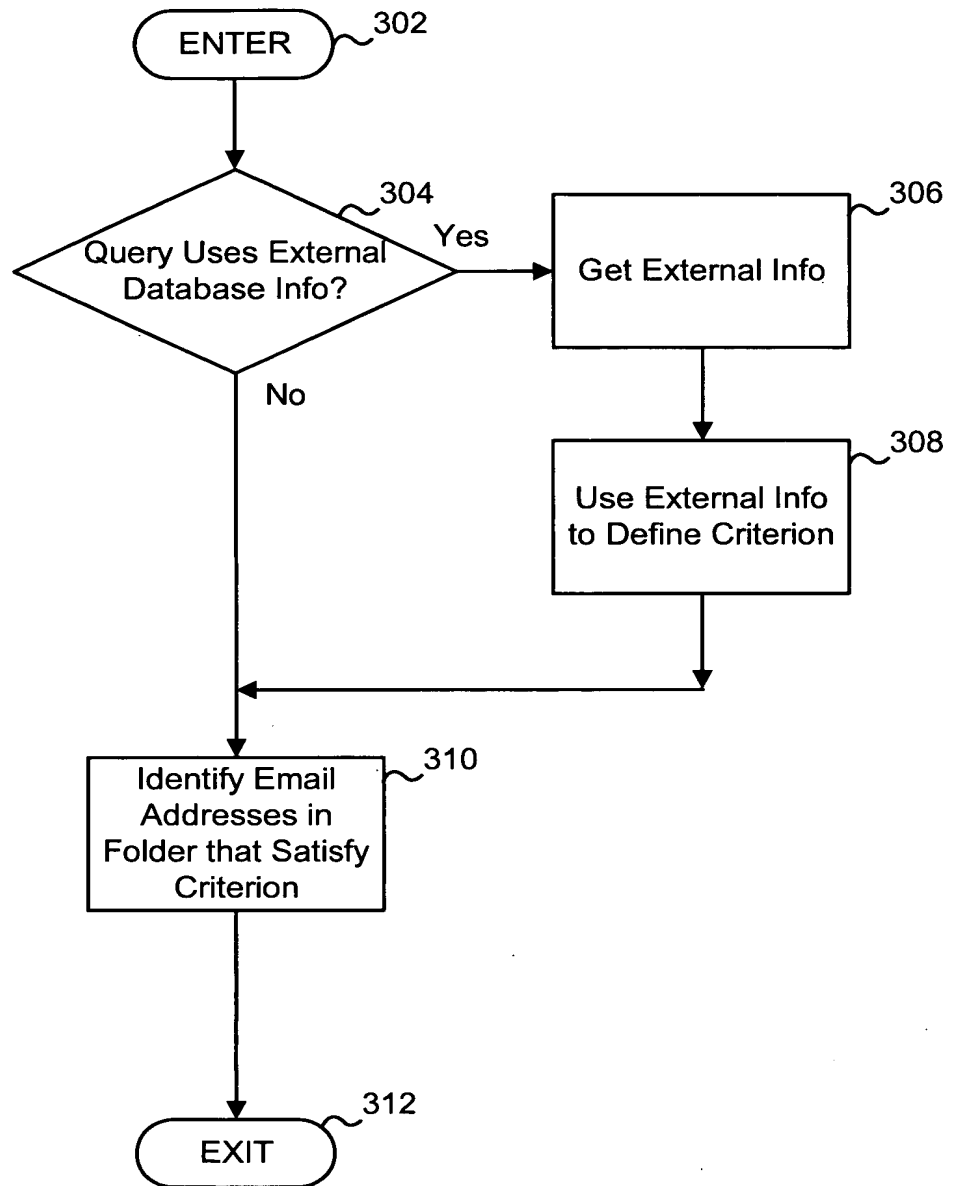 ENTER
302
304
Query Uses External
Database Info?
Yes
No
306
Get External Info
308
Use External Info
to Define Criterion
310
Identify Email
Addresses in
Folder that Satisfy
Criterion
312
EXIT